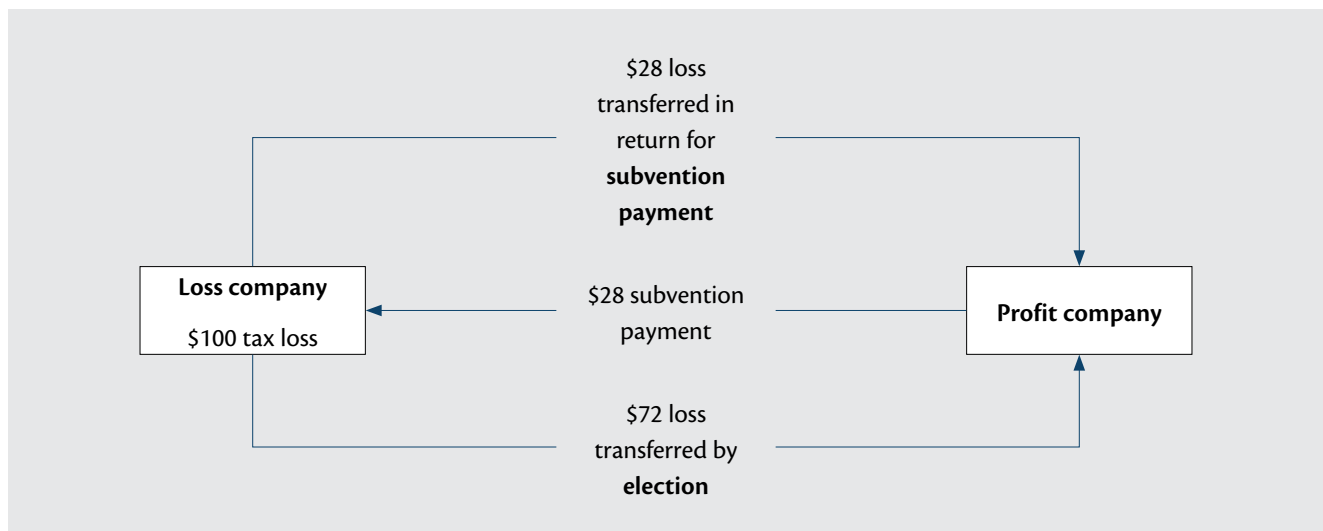 $28 loss
transferred in
return for
subvention
payment
Loss company
$100 tax loss
$28 subvention
payment
Profit company
$72 loss
transferred by
election